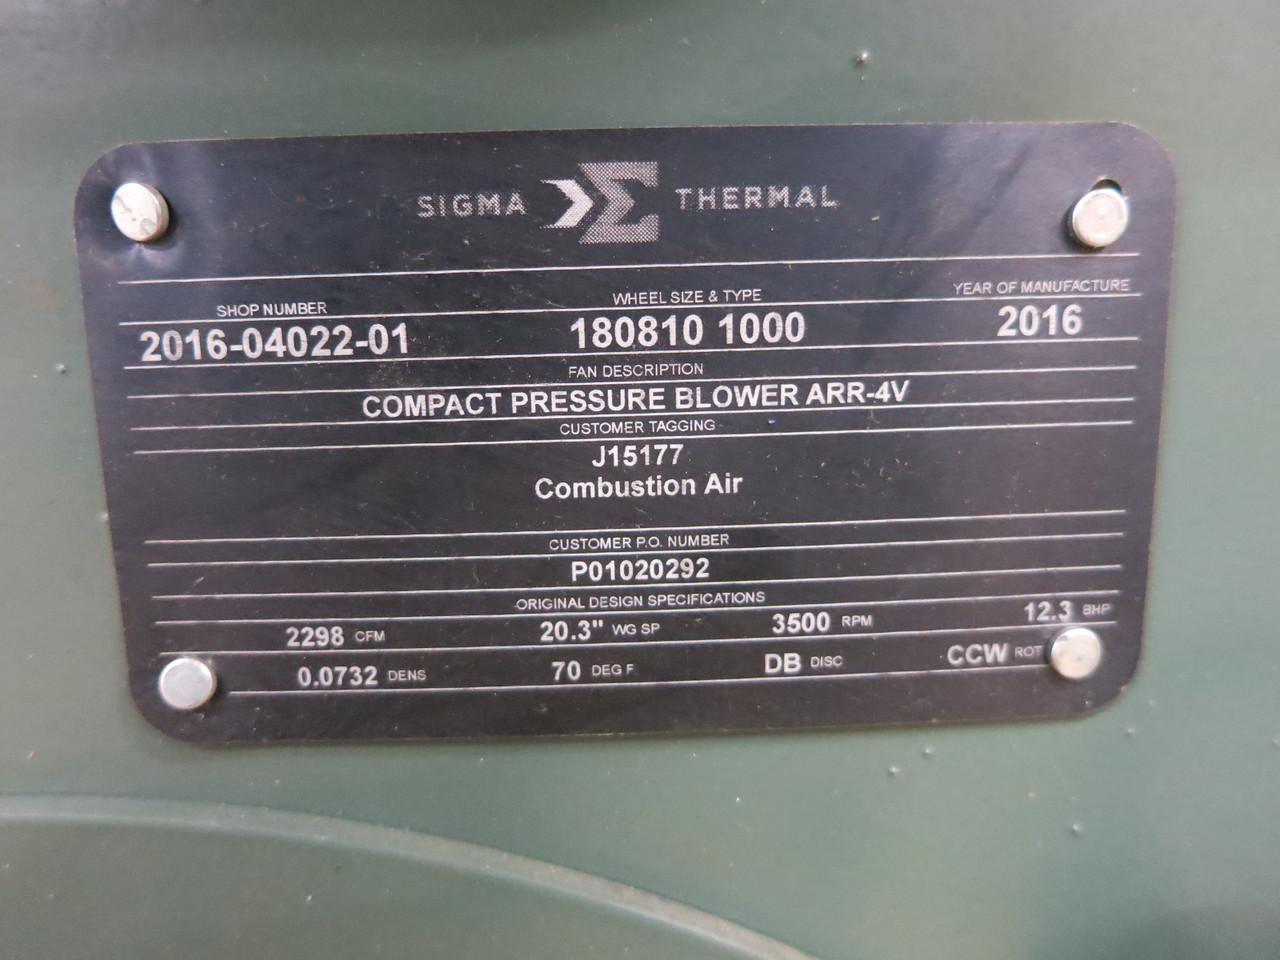 SIGMA Σ THERMAL
SHOP NUMBER WHEEL SIZE & TYPE YEAR OF MANUFACTURE
2016-04022-01 180810 1000 2016
FAN DESCRIPTION
COMPACT PRESSURE BLOWER ARR-4V
CUSTOMER TAGGING
J15177
Combustion Air
CUSTOMER P.O. NUMBER
P01020292
ORIGINAL DESIGN SPECIFICATIONS
2298 CFM 20.3" WG SP 3500 RPM 12.3 BHP
0.0732 DENS 70 DEG F DB DISC CCW ROT